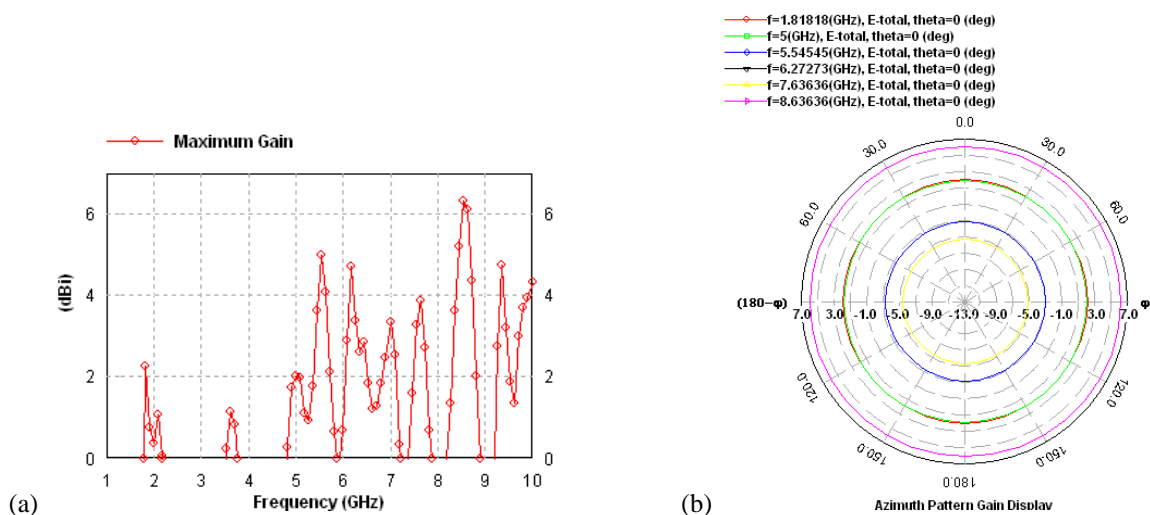 Maximum Gain
(dBi)
6 6
4 4
2 2
0 0
1 2 3 4 5 6 7 8 9 10
Frequency (GHz)
(a)
f=1.81818(GHz), E-total, theta=0 (deg)
f=5(GHz), E-total, theta=0 (deg)
f=5.54545(GHz), E-total, theta=0 (deg)
f=6.27273(GHz), E-total, theta=0 (deg)
f=7.63636(GHz), E-total, theta=0 (deg)
f=8.63636(GHz), E-total, theta=0 (deg)
0.0
30.0 30.0
60.0 60.0
(180-φ) φ
7.0 3.0 -1.0 -5.0 -9.0 -13.0 -9.0 -5.0 -1.0 3.0 7.0
120.0 120.0
150.0 150.0
180.0
Azimuth Pattern Gain Display
(b)